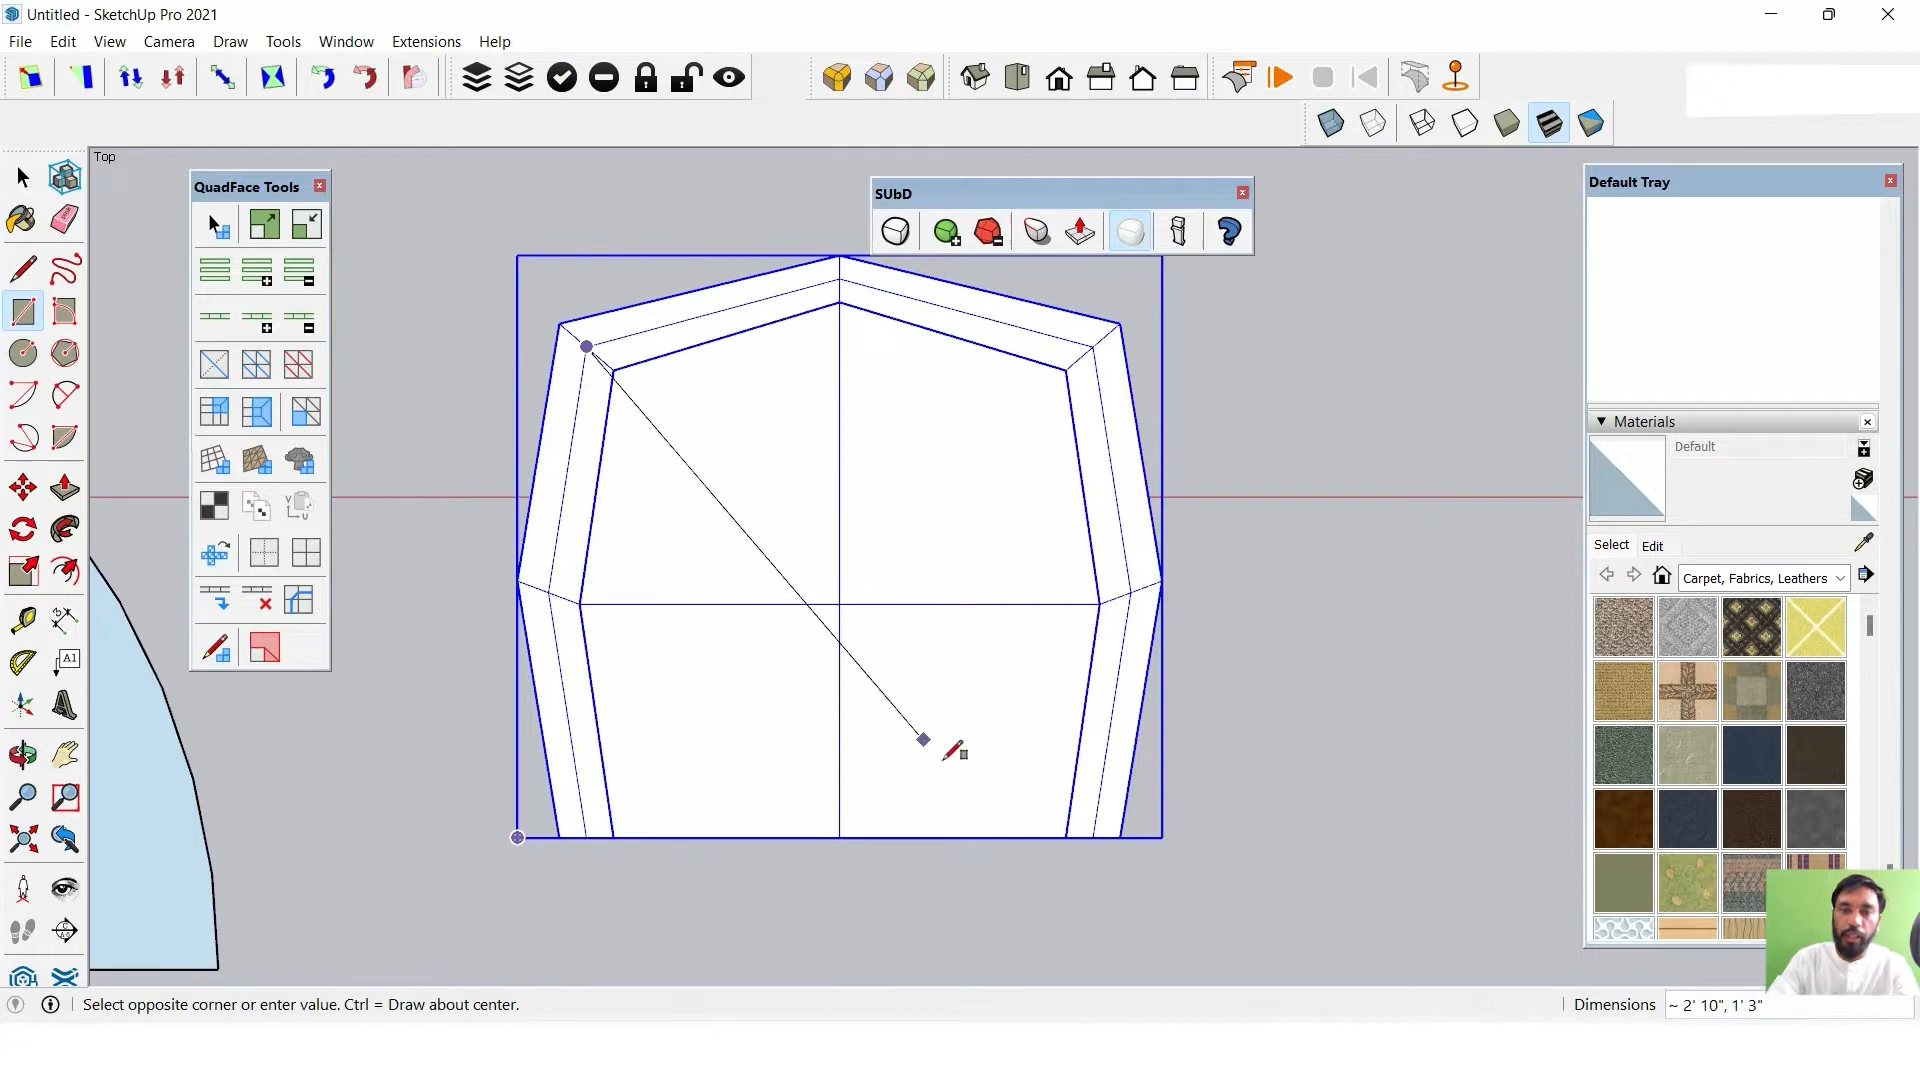 Untitled - SketchUp Pro 2021
File Edit View Camera Draw Tools Window Extensions Help
Top
QuadFace Tools
SUbD
Default Tray
Materials
Default
Select Edit
Carpet, Fabrics, Leathers
A1
Select opposite corner or enter value. Ctrl = Draw about center.
Dimensions ~ 2' 10", 1' 3"